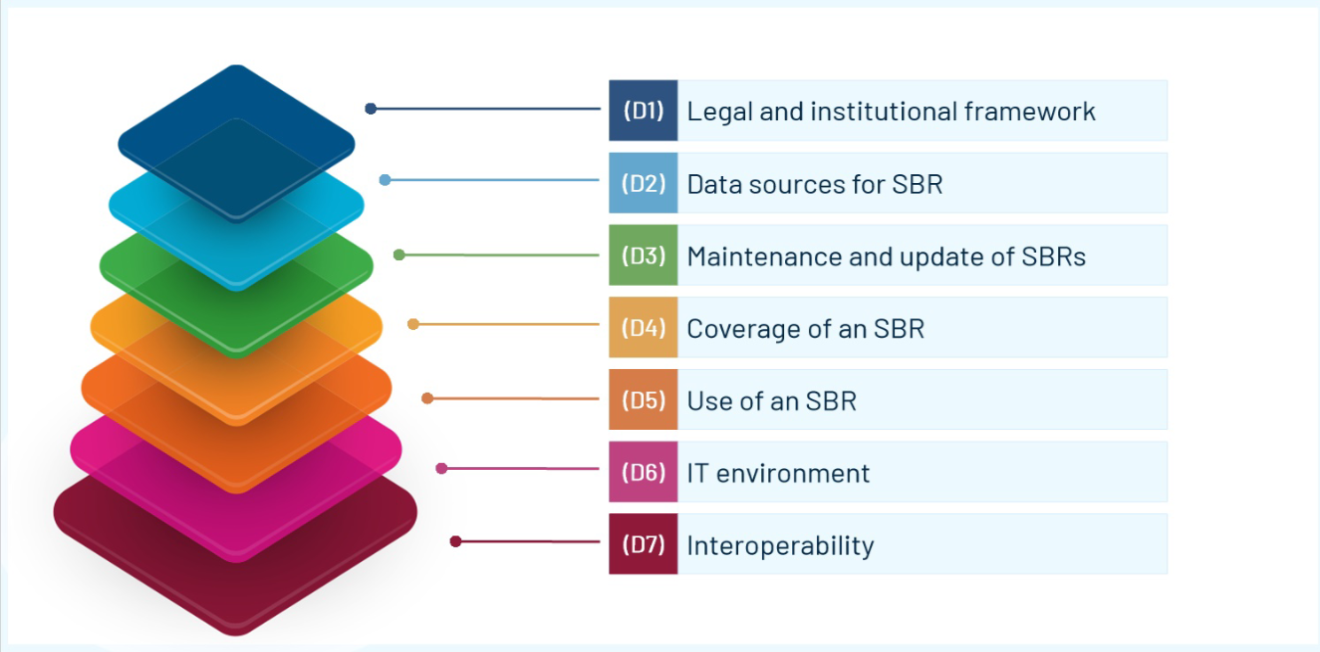 (D1) Legal and institutional framework
(D2) Data sources for SBR
(D3) Maintenance and update of SBRs
(D4) Coverage of an SBR
(D5) Use of an SBR
(D6) IT environment
(D7) Interoperability